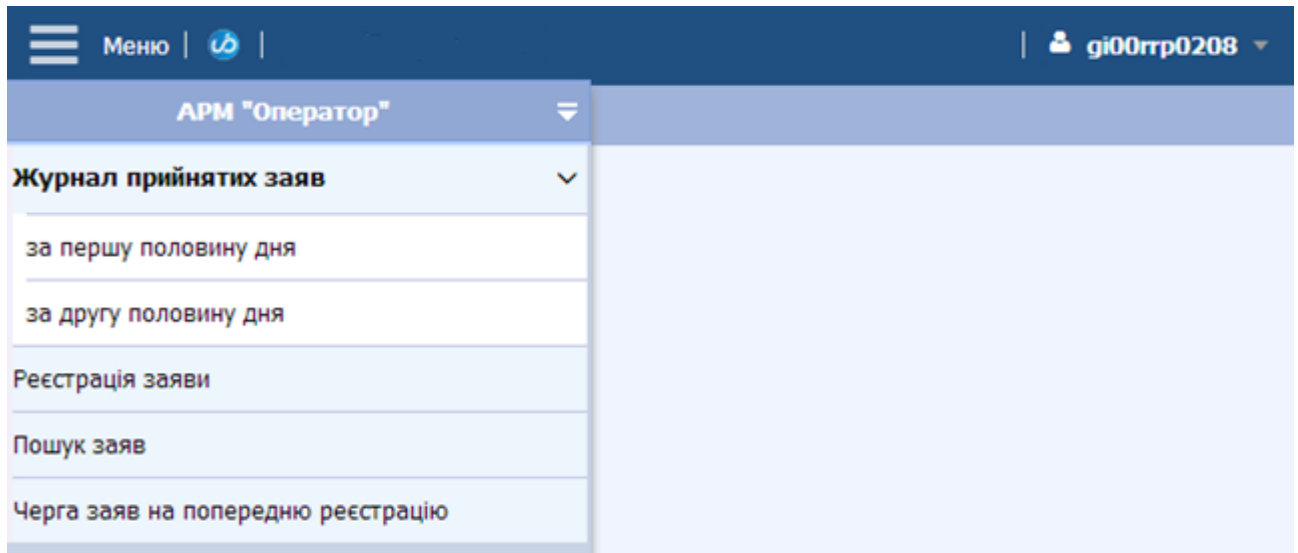 Меню | |
| gi00rrp0208
АРМ "Оператор"
Журнал прийнятих заяв
за першу половину дня
за другу половину дня
Реєстрація заяви
Пошук заяв
Черга заяв на попередню реєстрацію